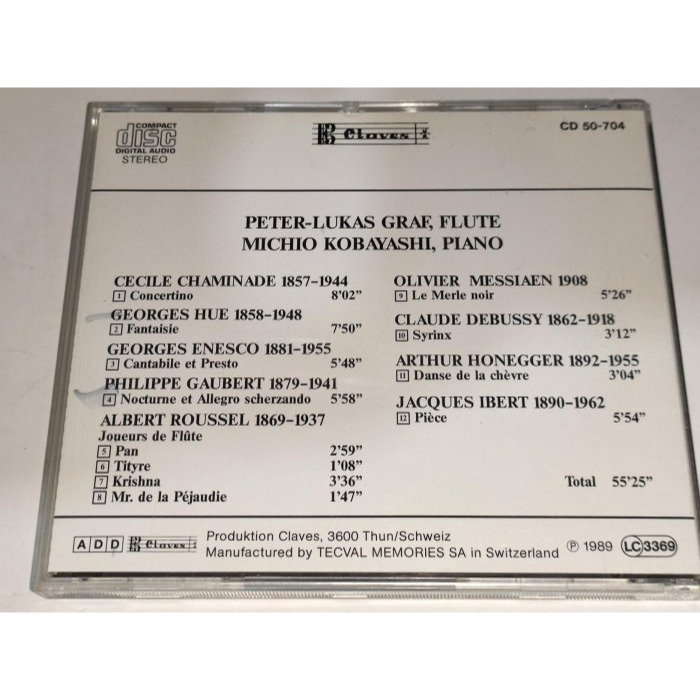 COMPACT
disc
DIGITAL AUDIO
STEREO
Claves
CD 50-704
PETER-LUKAS GRAF, FLUTE
MICHIO KOBAYASHI, PIANO
CECILE CHAMINADE 1857-1944
1 Concertino 8'02"
GEORGES HUE 1858-1948
2 Fantaisie 7'50"
GEORGES ENESCO 1881-1955
3 Cantabile et Presto 5'48"
PHILIPPE GAUBERT 1879-1941
4 Nocturne et Allegro scherzando 5'58"
ALBERT ROUSSEL 1869-1937
Joueurs de Flûte
5 Pan 2'59"
6 Tityre 1'08"
7 Krishna 3'36"
8 Mr. de la Péjaudie 1'47"
OLIVIER MESSIAEN 1908
9 Le Merle noir 5'26"
CLAUDE DEBUSSY 1862-1918
10 Syrinx 3'12"
ARTHUR HONEGGER 1892-1955
11 Danse de la chèvre 3'04"
JACQUES IBERT 1890-1962
12 Pièce 5'54"
Total 55'25"
ADD Claves
Produktion Claves, 3600 Thun/Schweiz
Manufactured by TECVAL MEMORIES SA in Switzerland
℗ 1989 LC 3369